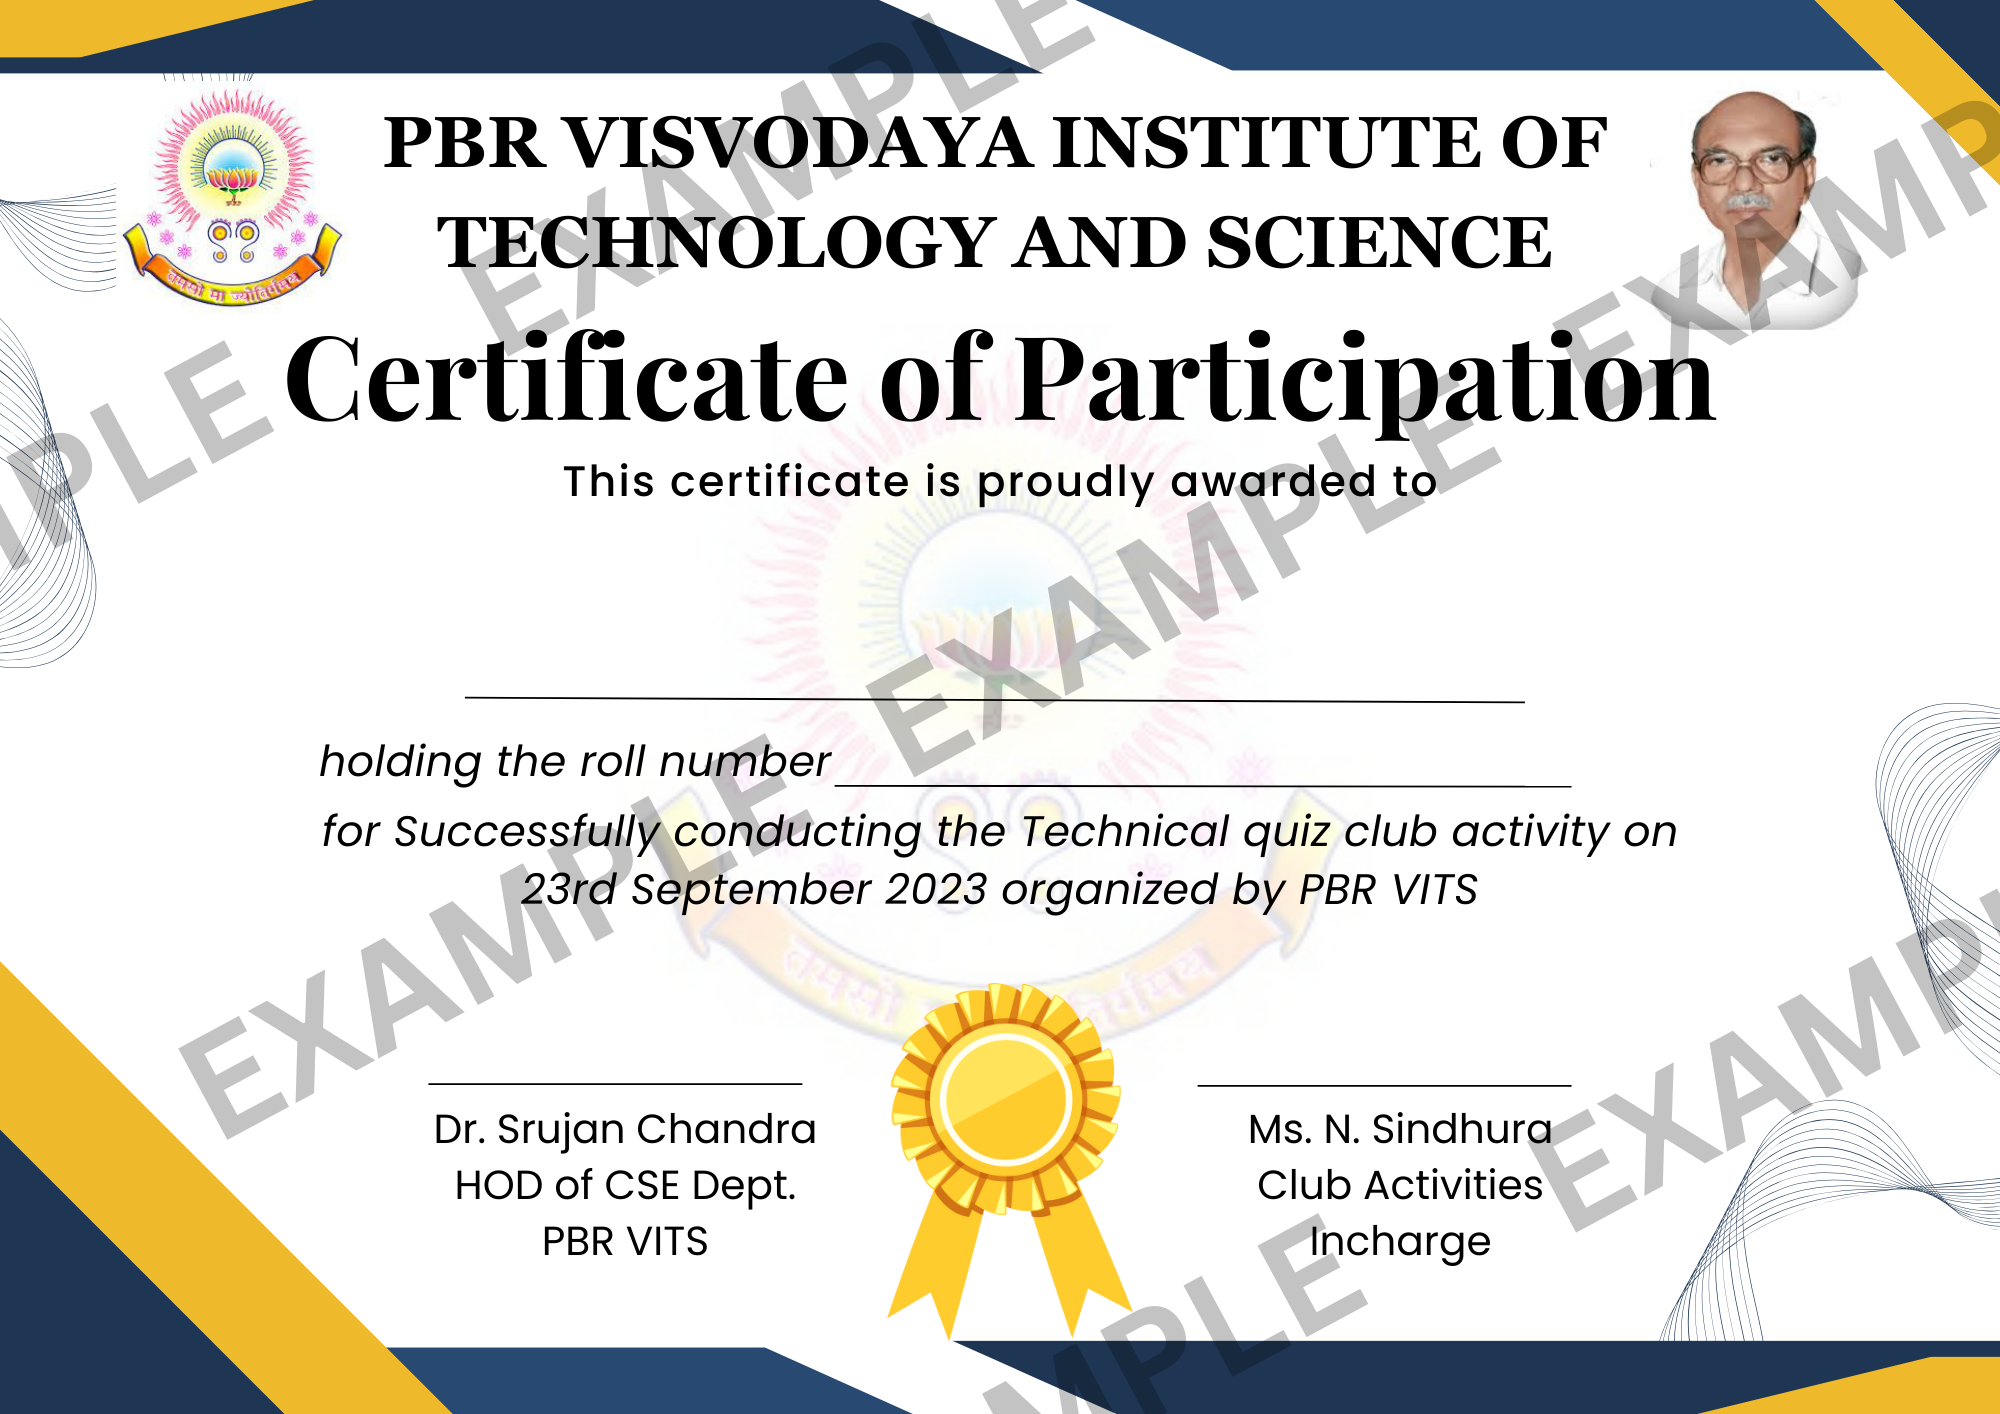 PBR VISVODAYA INSTITUTE OF
TECHNOLOGY AND SCIENCE
तमसो मा ज्योतिर्गमय
Certificate of Participation
This certificate is proudly awarded to
holding the roll number
for Successfully conducting the Technical quiz club activity on
23rd September 2023 organized by PBR VITS
Dr. Srujan Chandra
HOD of CSE Dept.
PBR VITS
Ms. N. Sindhura
Club Activities
Incharge
EXAMPLE
EXAMPLE
EXAMPLE
EXAMPLE